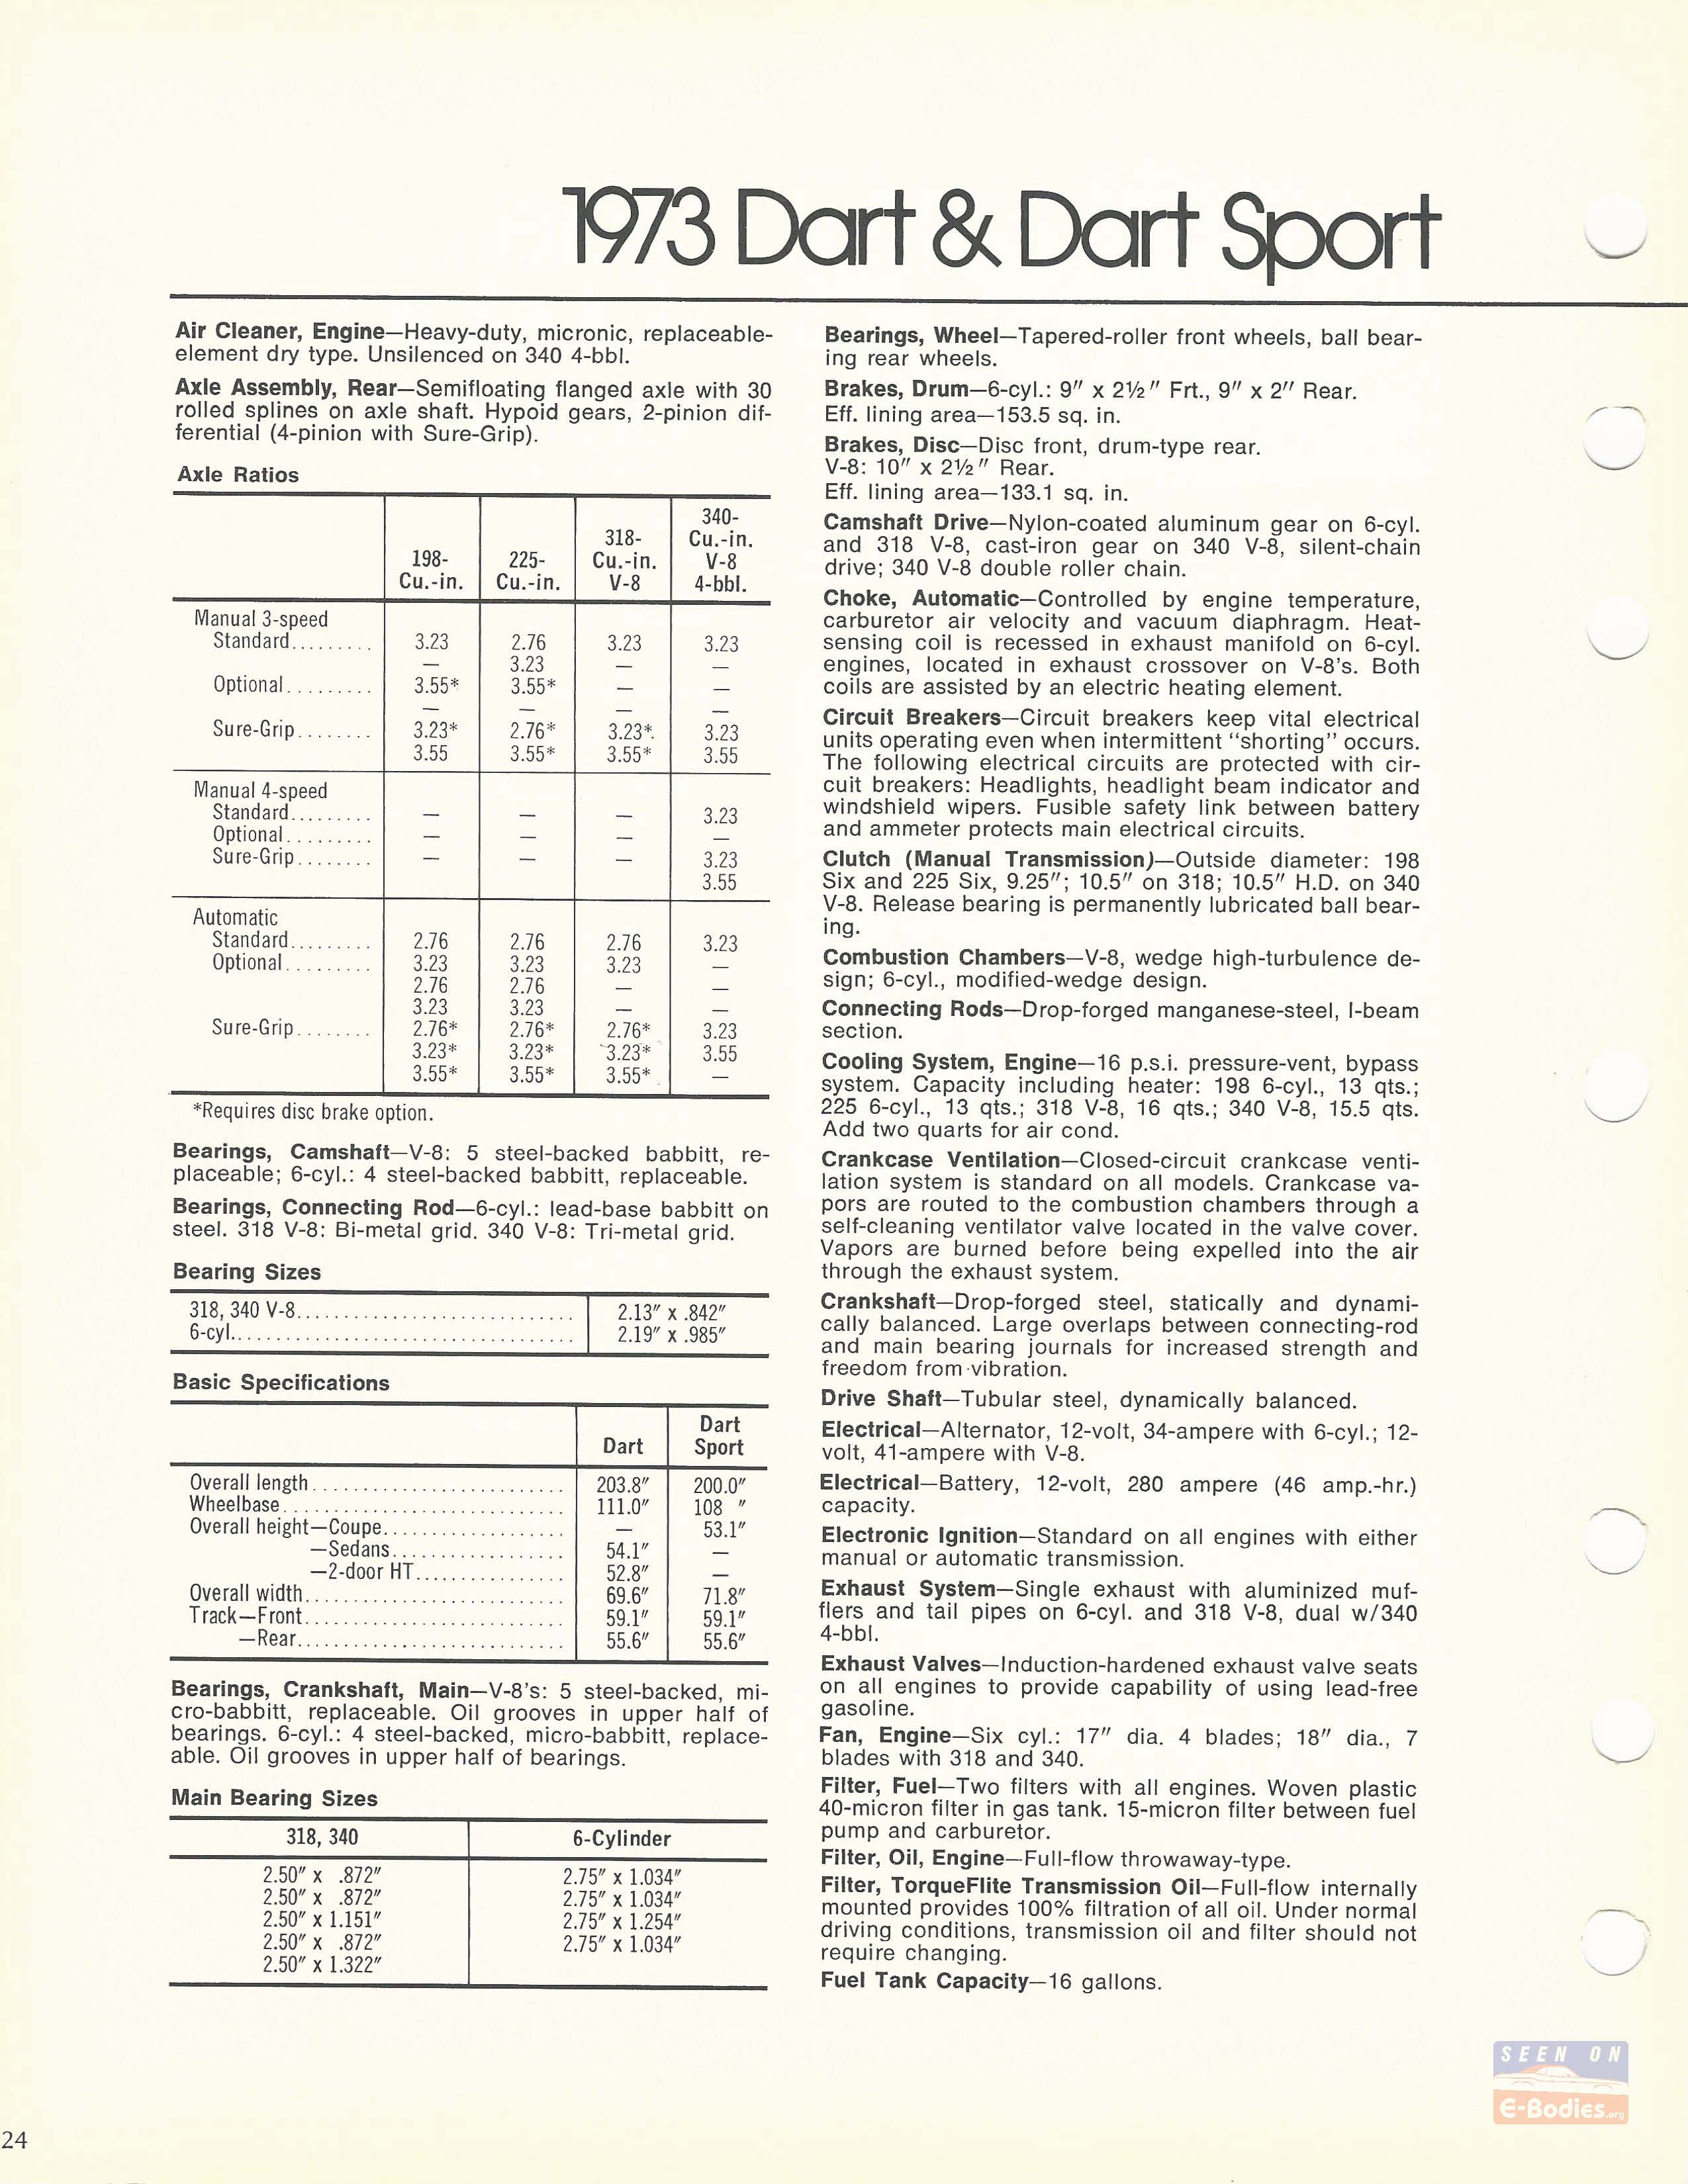 1973 Dart & Dart Sport
Air Cleaner, Engine—Heavy-duty, micronic, replaceable-
element dry type. Unsilenced on 340 4-bbl.
Axle Assembly, Rear—Semifloating flanged axle with 30
rolled splines on axle shaft. Hypoid gears, 2-pinion dif-
ferential (4-pinion with Sure-Grip).
Axle Ratios
198-Cu.-in. 225-Cu.-in. 318-Cu.-in. V-8 340-Cu.-in. V-8 4-bbl.
Manual 3-speed
Standard......... 3.23 2.76 3.23 3.23
— 3.23 — —
Optional......... 3.55* 3.55* — —
— — — —
Sure-Grip........ 3.23* 2.76* 3.23* 3.23
3.55 3.55* 3.55* 3.55
Manual 4-speed
Standard......... — — — 3.23
Optional......... — — — —
Sure-Grip........ — — — 3.23
3.55
Automatic
Standard......... 2.76 2.76 2.76 3.23
Optional......... 3.23 3.23 3.23 —
2.76 2.76 — —
3.23 3.23 — —
Sure-Grip........ 2.76* 2.76* 2.76* 3.23
3.23* 3.23* 3.23* 3.55
3.55* 3.55* 3.55* —
*Requires disc brake option.
Bearings, Camshaft—V-8: 5 steel-backed babbitt, re-
placeable; 6-cyl.: 4 steel-backed babbitt, replaceable.
Bearings, Connecting Rod—6-cyl.: lead-base babbitt on
steel. 318 V-8: Bi-metal grid. 340 V-8: Tri-metal grid.
Bearing Sizes
318, 340 V-8.............................. 2.13″ x .842″
6-cyl..................................... 2.19″ x .985″
Basic Specifications
Dart Dart Sport
Overall length........................... 203.8″ 200.0″
Wheelbase.............................. 111.0″ 108 ″
Overall height—Coupe.................... — 53.1″
—Sedans.................. 54.1″ —
—2-door HT................ 52.8″ —
Overall width............................ 69.6″ 71.8″
Track—Front............................ 59.1″ 59.1″
—Rear............................. 55.6″ 55.6″
Bearings, Crankshaft, Main—V-8's: 5 steel-backed, mi-
cro-babbitt, replaceable. Oil grooves in upper half of
bearings. 6-cyl.: 4 steel-backed, micro-babbitt, replace-
able. Oil grooves in upper half of bearings.
Main Bearing Sizes
318, 340 6-Cylinder
2.50″ x .872″ 2.75″ x 1.034″
2.50″ x .872″ 2.75″ x 1.034″
2.50″ x 1.151″ 2.75″ x 1.254″
2.50″ x .872″ 2.75″ x 1.034″
2.50″ x 1.322″
Bearings, Wheel—Tapered-roller front wheels, ball bear-
ing rear wheels.
Brakes, Drum—6-cyl.: 9″ x 2½″ Frt., 9″ x 2″ Rear.
Eff. lining area—153.5 sq. in.
Brakes, Disc—Disc front, drum-type rear.
V-8: 10″ x 2½″ Rear.
Eff. lining area—133.1 sq. in.
Camshaft Drive—Nylon-coated aluminum gear on 6-cyl.
and 318 V-8, cast-iron gear on 340 V-8, silent-chain
drive; 340 V-8 double roller chain.
Choke, Automatic—Controlled by engine temperature,
carburetor air velocity and vacuum diaphragm. Heat-
sensing coil is recessed in exhaust manifold on 6-cyl.
engines, located in exhaust crossover on V-8's. Both
coils are assisted by an electric heating element.
Circuit Breakers—Circuit breakers keep vital electrical
units operating even when intermittent “shorting” occurs.
The following electrical circuits are protected with cir-
cuit breakers: Headlights, headlight beam indicator and
windshield wipers. Fusible safety link between battery
and ammeter protects main electrical circuits.
Clutch (Manual Transmission)—Outside diameter: 198
Six and 225 Six, 9.25″; 10.5″ on 318; 10.5″ H.D. on 340
V-8. Release bearing is permanently lubricated ball bear-
ing.
Combustion Chambers—V-8, wedge high-turbulence de-
sign; 6-cyl., modified-wedge design.
Connecting Rods—Drop-forged manganese-steel, I-beam
section.
Cooling System, Engine—16 p.s.i. pressure-vent, bypass
system. Capacity including heater: 198 6-cyl., 13 qts.;
225 6-cyl., 13 qts.; 318 V-8, 16 qts.; 340 V-8, 15.5 qts.
Add two quarts for air cond.
Crankcase Ventilation—Closed-circuit crankcase venti-
lation system is standard on all models. Crankcase va-
pors are routed to the combustion chambers through a
self-cleaning ventilator valve located in the valve cover.
Vapors are burned before being expelled into the air
through the exhaust system.
Crankshaft—Drop-forged steel, statically and dynami-
cally balanced. Large overlaps between connecting-rod
and main bearing journals for increased strength and
freedom from vibration.
Drive Shaft—Tubular steel, dynamically balanced.
Electrical—Alternator, 12-volt, 34-ampere with 6-cyl.; 12-
volt, 41-ampere with V-8.
Electrical—Battery, 12-volt, 280 ampere (46 amp.-hr.)
capacity.
Electronic Ignition—Standard on all engines with either
manual or automatic transmission.
Exhaust System—Single exhaust with aluminized muf-
flers and tail pipes on 6-cyl. and 318 V-8, dual w/340
4-bbl.
Exhaust Valves—Induction-hardened exhaust valve seats
on all engines to provide capability of using lead-free
gasoline.
Fan, Engine—Six cyl.: 17″ dia. 4 blades; 18″ dia., 7
blades with 318 and 340.
Filter, Fuel—Two filters with all engines. Woven plastic
40-micron filter in gas tank. 15-micron filter between fuel
pump and carburetor.
Filter, Oil, Engine—Full-flow throwaway-type.
Filter, TorqueFlite Transmission Oil—Full-flow internally
mounted provides 100% filtration of all oil. Under normal
driving conditions, transmission oil and filter should not
require changing.
Fuel Tank Capacity—16 gallons.
SEEN ON
E-Bodies.org
24